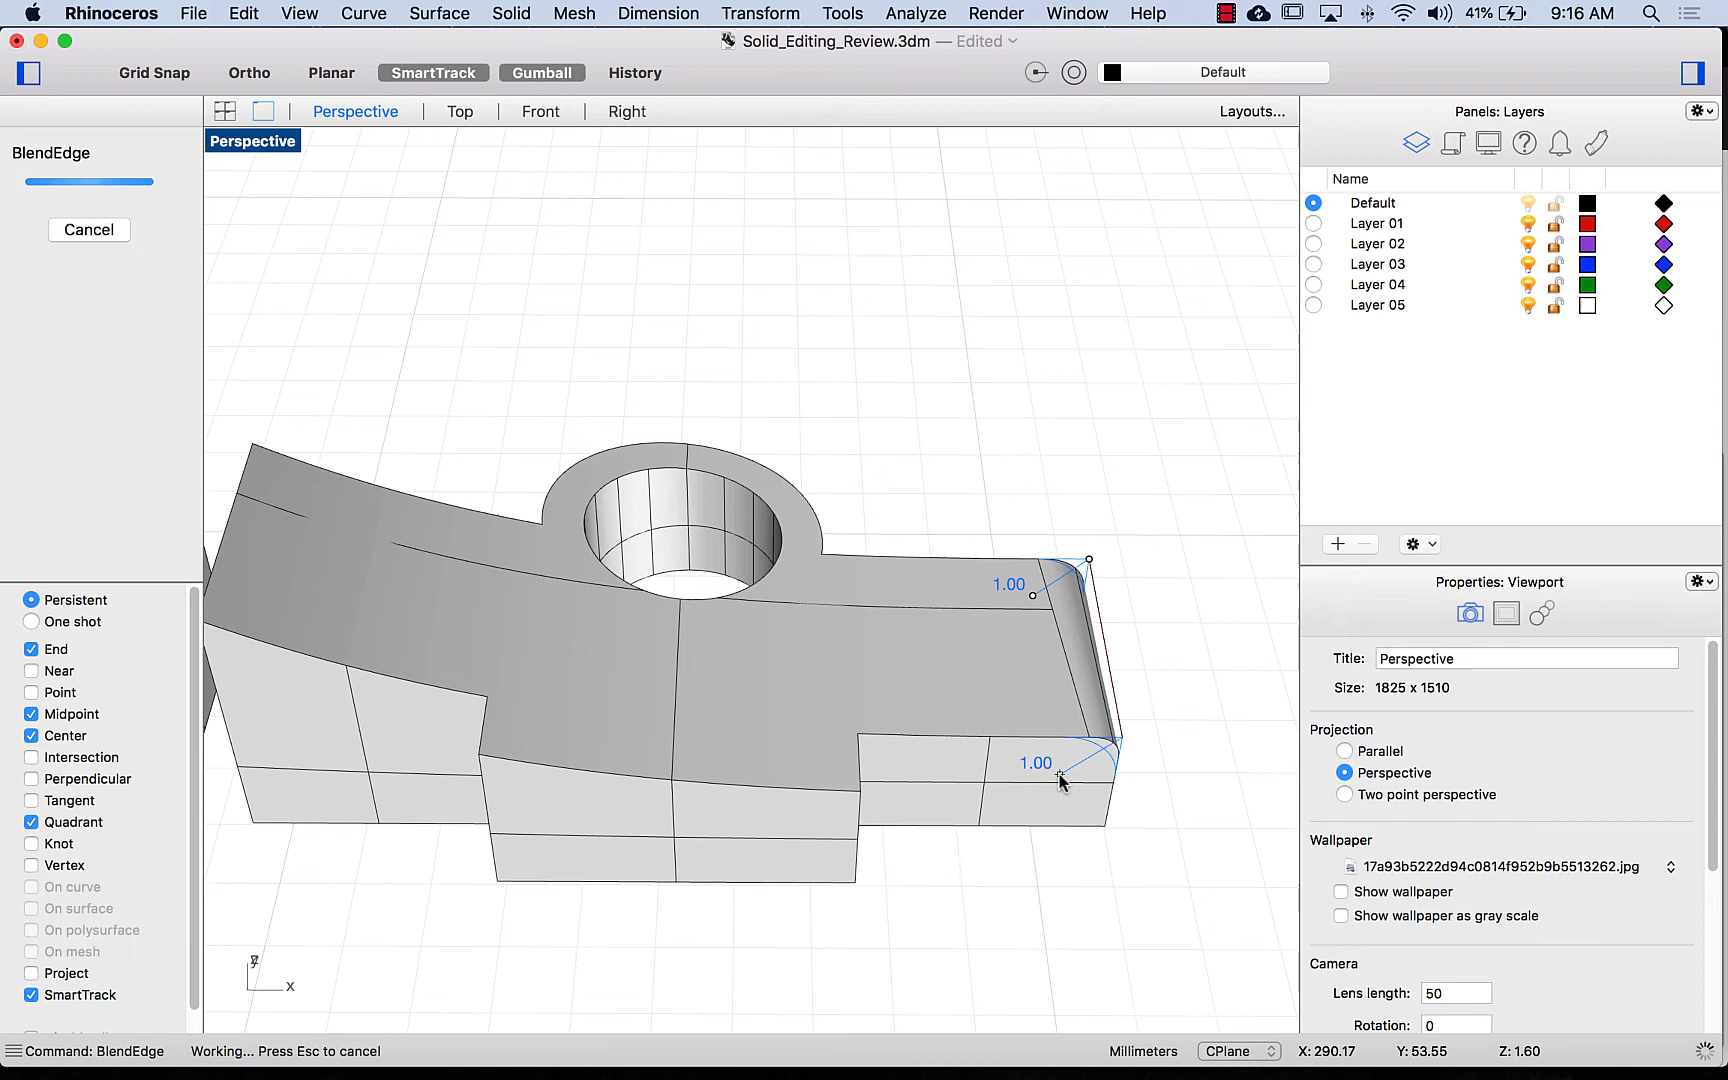 Rhinoceros File Edit View Curve Surface Solid Mesh Dimension Transform Tools Analyze Render Window Help 41% 9:16 AM
Solid_Editing_Review.3dm — Edited
Grid Snap Ortho Planar SmartTrack Gumball History Default
Perspective Top Front Right Layouts...
Perspective
BlendEdge
Cancel
Persistent
One shot
End
Near
Point
Midpoint
Center
Intersection
Perpendicular
Tangent
Quadrant
Knot
Vertex
On curve
On surface
On polysurface
On mesh
Project
SmartTrack
1.00
1.00
y
x
Panels: Layers
Name
Default
Layer 01
Layer 02
Layer 03
Layer 04
Layer 05
Properties: Viewport
Title: Perspective
Size: 1825 x 1510
Projection
Parallel
Perspective
Two point perspective
Wallpaper
17a93b5222d94c0814f952b9b5513262.jpg
Show wallpaper
Show wallpaper as gray scale
Camera
Lens length: 50
Rotation: 0
Command: BlendEdge Working... Press Esc to cancel Millimeters CPlane X: 290.17 Y: 53.55 Z: 1.60